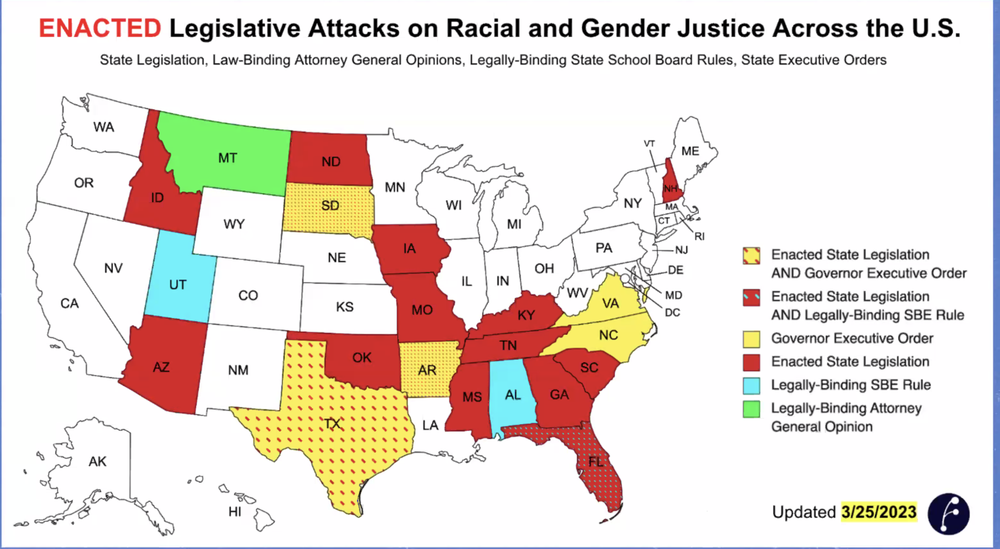 ENACTED Legislative Attacks on Racial and Gender Justice Across the U.S.
State Legislation, Law-Binding Attorney General Opinions, Legally-Binding State School Board Rules, State Executive Orders
WA
MT
ND
OR
ID
SD
MN
WI
MI
VT
ME
NH
NY
MA
CT
RI
WY
IA
NE
PA
NJ
NV
UT
CO
IL
IN
OH
DE
WV
MD
VA
DC
CA
KS
MO
KY
NC
TN
AZ
NM
OK
AR
SC
MS
AL
GA
TX
LA
FL
AK
HI
Enacted State Legislation
AND Governor Executive Order
Enacted State Legislation
AND Legally-Binding SBE Rule
Governor Executive Order
Enacted State Legislation
Legally-Binding SBE Rule
Legally-Binding Attorney
General Opinion
Updated 3/25/2023